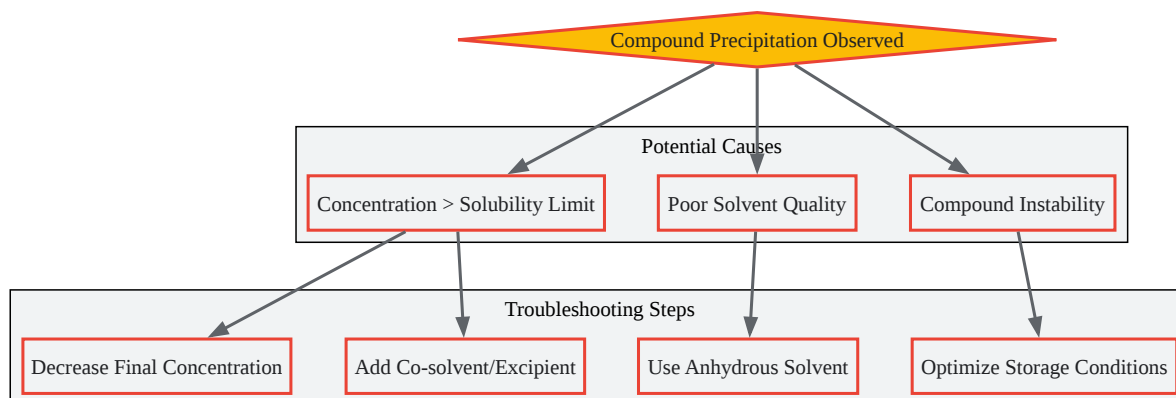 Compound Precipitation Observed
Potential Causes
Concentration > Solubility Limit
Poor Solvent Quality
Compound Instability
Troubleshooting Steps
Decrease Final Concentration
Add Co-solvent/Excipient
Use Anhydrous Solvent
Optimize Storage Conditions